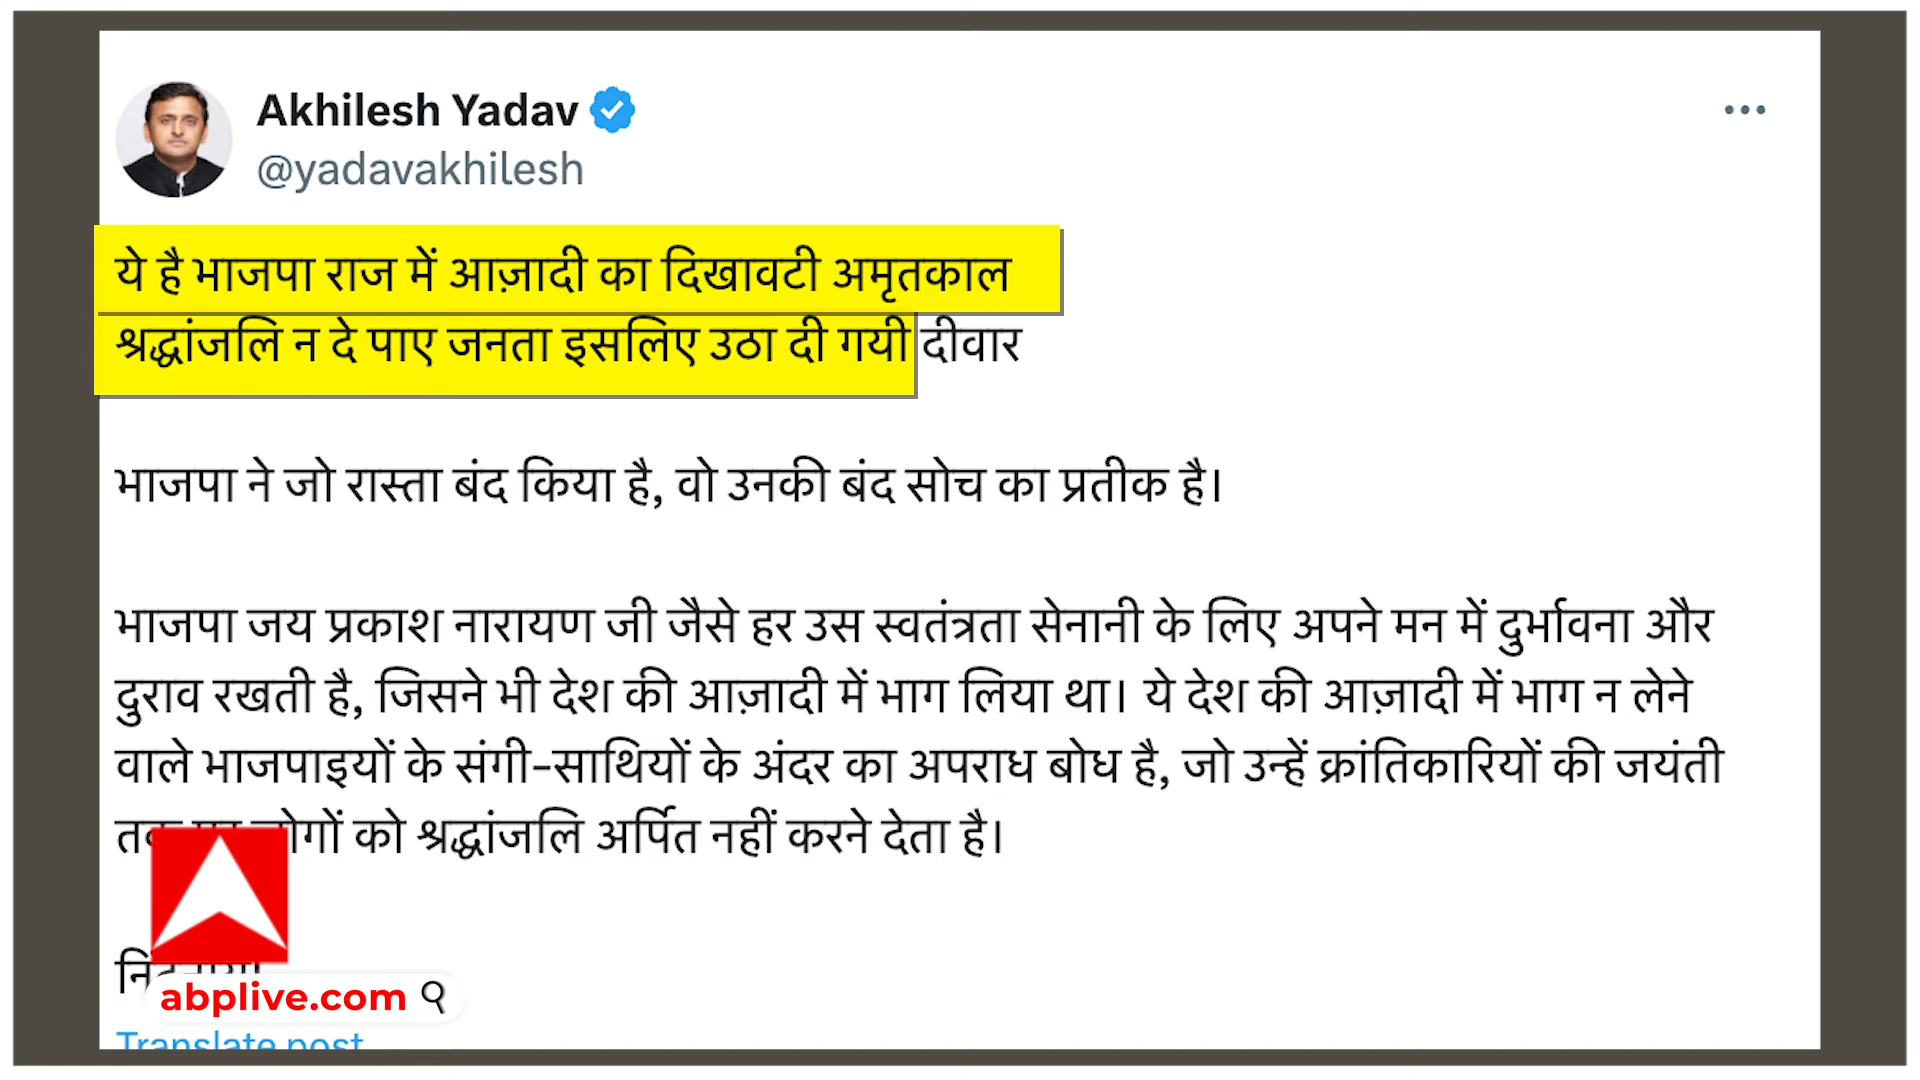 Akhilesh Yadav
@yadavakhilesh
ये है भाजपा राज में आज़ादी का दिखावटी अमृतकाल
श्रद्धांजलि न दे पाए जनता इसलिए उठा दी गयी दीवार
भाजपा ने जो रास्ता बंद किया है, वो उनकी बंद सोच का प्रतीक है।
भाजपा जय प्रकाश नारायण जी जैसे हर उस स्वतंत्रता सेनानी के लिए अपने मन में दुर्भावना और
दुराव रखती है, जिसने भी देश की आज़ादी में भाग लिया था। ये देश की आज़ादी में भाग न लेने
वाले भाजपाइयों के संगी-साथियों के अंदर का अपराध बोध है, जो उन्हें क्रांतिकारियों की जयंती
को श्रद्धांजलि अर्पित नहीं करने देता है।
abplive.com
Translate post